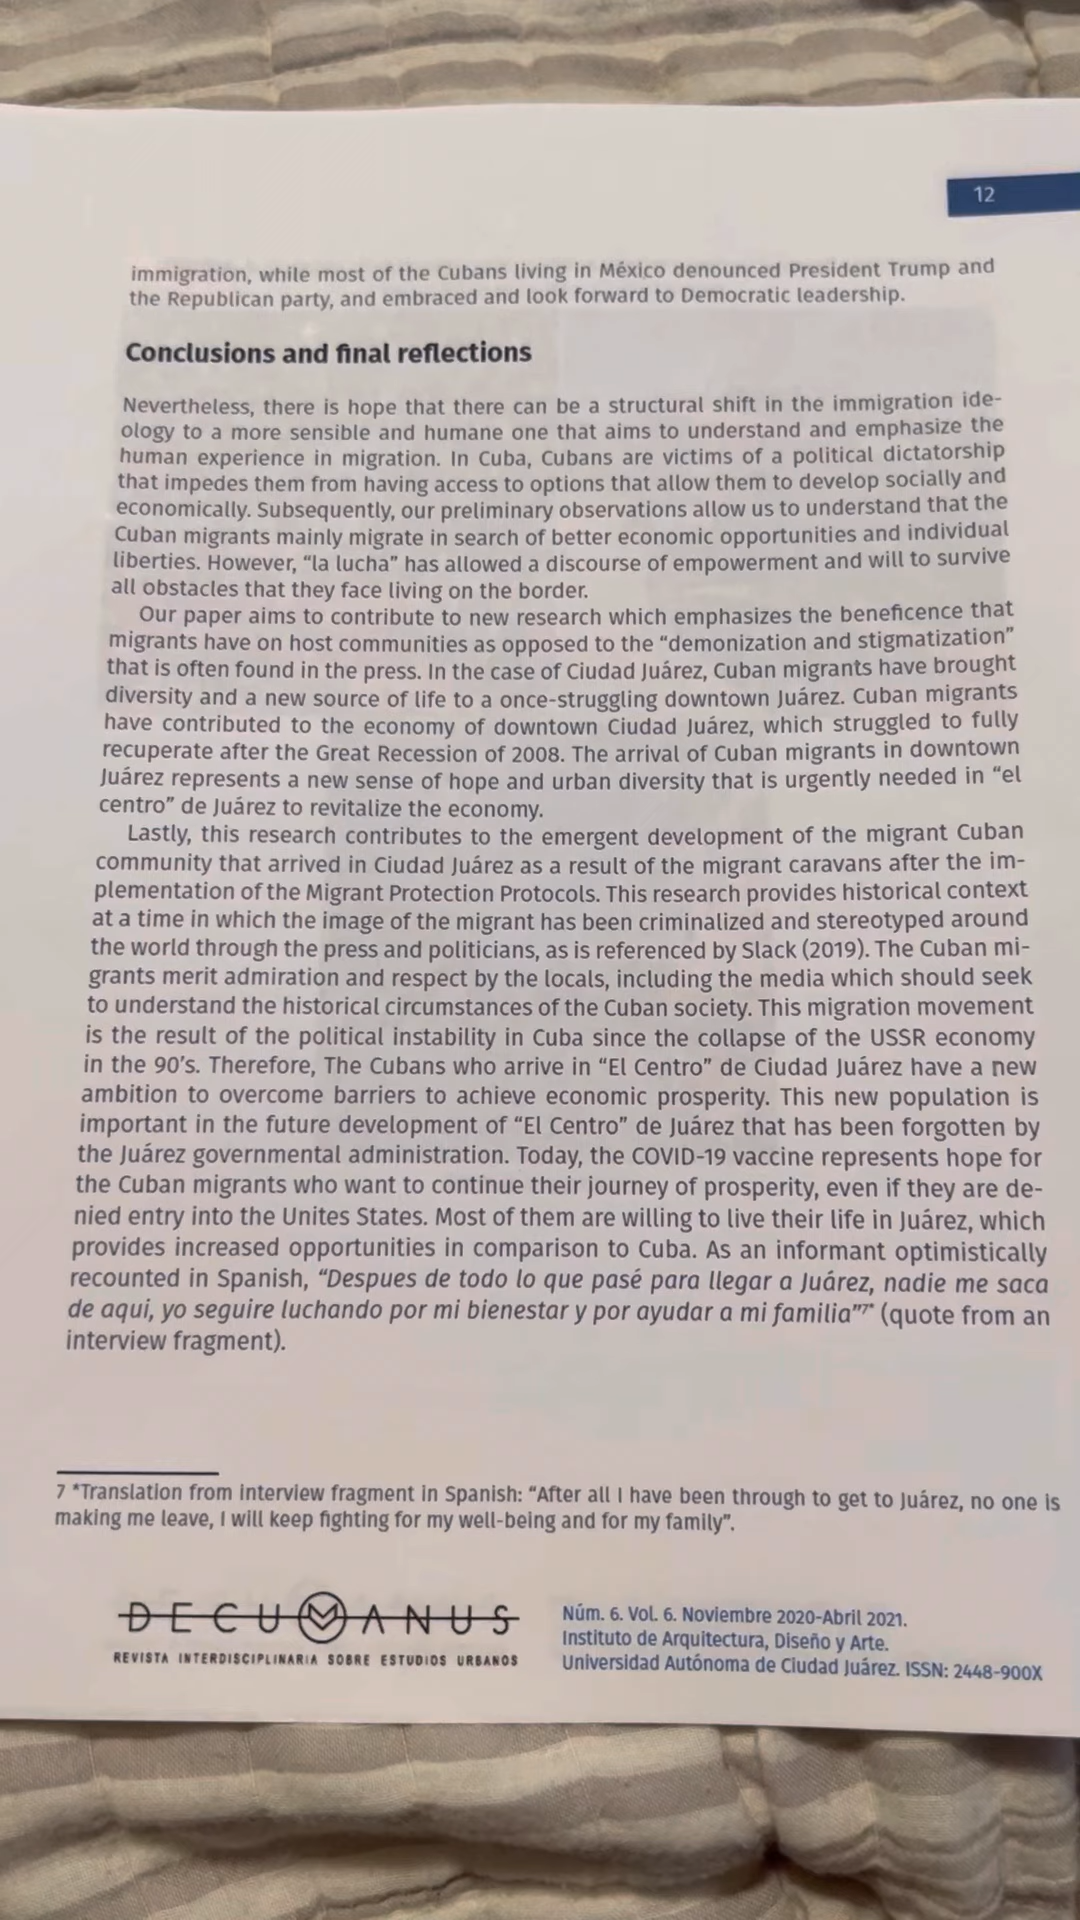 12
immigration, while most of the Cubans living in México denounced President Trump and
the Republican party, and embraced and look forward to Democratic leadership.
Conclusions and final reflections
Nevertheless, there is hope that there can be a structural shift in the immigration ide-
ology to a more sensible and humane one that aims to understand and emphasize the
human experience in migration. In Cuba, Cubans are victims of a political dictatorship
that impedes them from having access to options that allow them to develop socially and
economically. Subsequently, our preliminary observations allow us to understand that the
Cuban migrants mainly migrate in search of better economic opportunities and individual
liberties. However, “la lucha” has allowed a discourse of empowerment and will to survive
all obstacles that they face living on the border.
Our paper aims to contribute to new research which emphasizes the beneficence that
migrants have on host communities as opposed to the “demonization and stigmatization”
that is often found in the press. In the case of Ciudad Juárez, Cuban migrants have brought
diversity and a new source of life to a once-struggling downtown Juárez. Cuban migrants
have contributed to the economy of downtown Ciudad Juárez, which struggled to fully
recuperate after the Great Recession of 2008. The arrival of Cuban migrants in downtown
Juárez represents a new sense of hope and urban diversity that is urgently needed in “el
centro” de Juárez to revitalize the economy.
Lastly, this research contributes to the emergent development of the migrant Cuban
community that arrived in Ciudad Juárez as a result of the migrant caravans after the im-
plementation of the Migrant Protection Protocols. This research provides historical context
at a time in which the image of the migrant has been criminalized and stereotyped around
the world through the press and politicians, as is referenced by Slack (2019). The Cuban mi-
grants merit admiration and respect by the locals, including the media which should seek
to understand the historical circumstances of the Cuban society. This migration movement
is the result of the political instability in Cuba since the collapse of the USSR economy
in the 90’s. Therefore, The Cubans who arrive in “El Centro” de Ciudad Juárez have a new
ambition to overcome barriers to achieve economic prosperity. This new population is
important in the future development of “El Centro” de Juárez that has been forgotten by
the Juárez governmental administration. Today, the COVID-19 vaccine represents hope for
the Cuban migrants who want to continue their journey of prosperity, even if they are de-
nied entry into the Unites States. Most of them are willing to live their life in Juárez, which
provides increased opportunities in comparison to Cuba. As an informant optimistically
recounted in Spanish, “Despues de todo lo que pasé para llegar a Juárez, nadie me saca
de aqui, yo seguire luchando por mi bienestar y por ayudar a mi familia”7* (quote from an
interview fragment).
7 *Translation from interview fragment in Spanish: “After all I have been through to get to Juárez, no one is
making me leave, I will keep fighting for my well-being and for my family”.
DECUMANUS
REVISTA INTERDISCIPLINARIA SOBRE ESTUDIOS URBANOS
Núm. 6. Vol. 6. Noviembre 2020-Abril 2021.
Instituto de Arquitectura, Diseño y Arte.
Universidad Autónoma de Ciudad Juárez. ISSN: 2448-900X